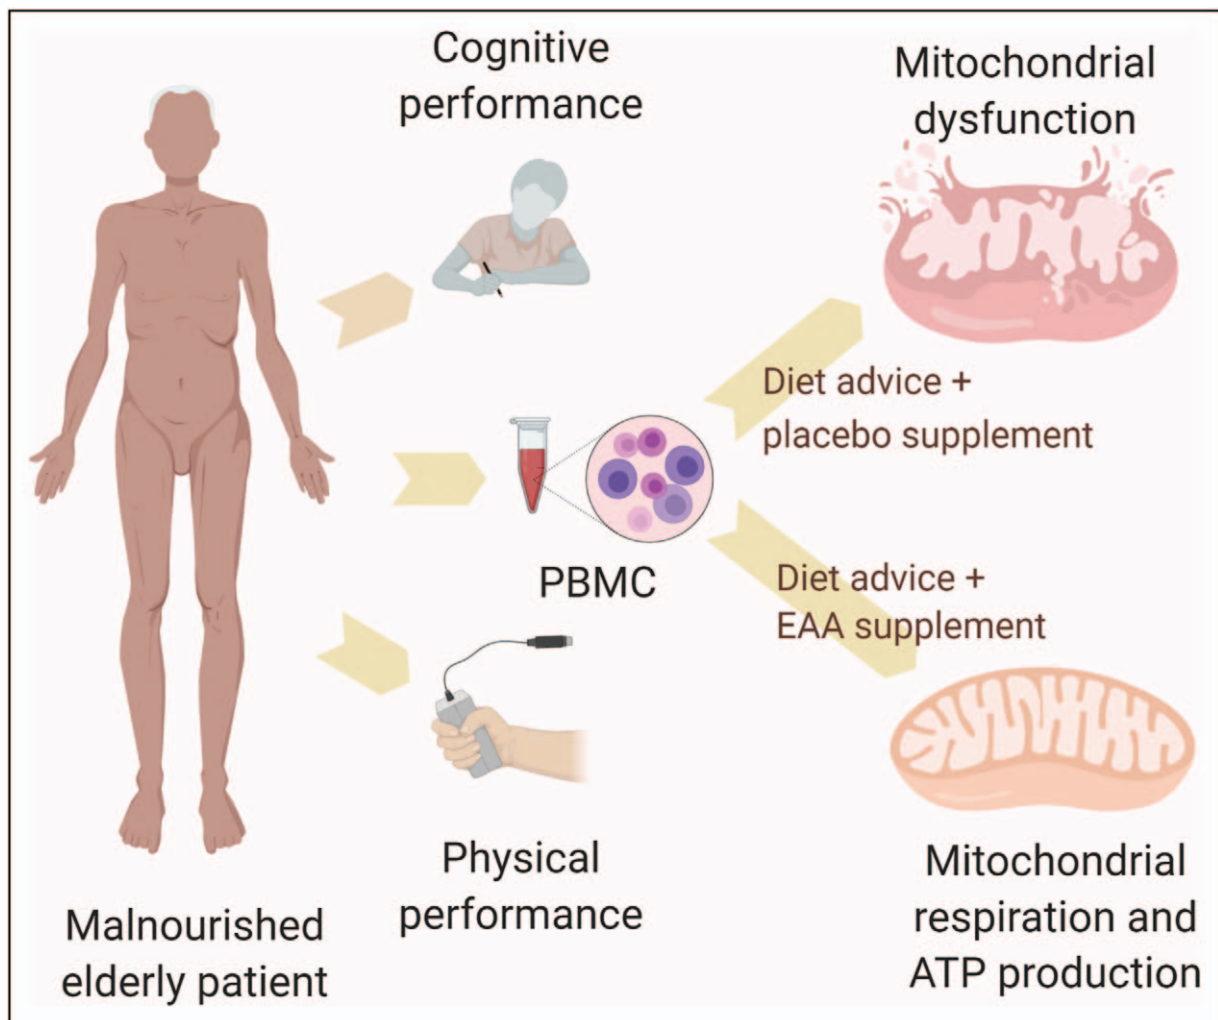 Cognitive
performance
Mitochondrial
dysfunction
Diet advice +
placebo supplement
PBMC
Diet advice +
EAA supplement
Physical
performance
Malnourished
elderly patient
Mitochondrial
respiration and
ATP production